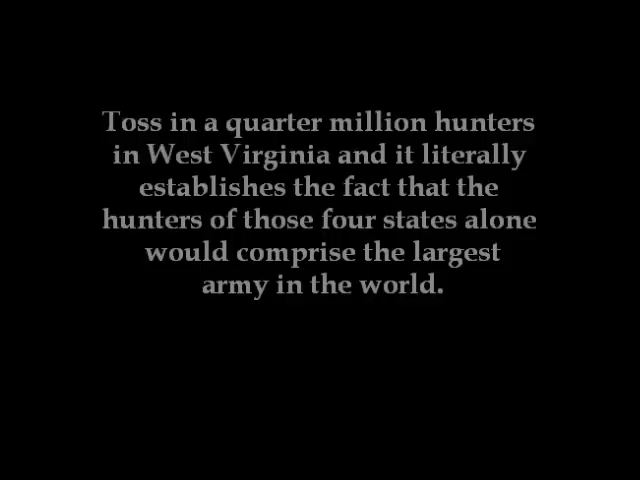 Toss in a quarter million hunters
in West Virginia and it literally
establishes the fact that the
hunters of those four states alone
would comprise the largest
army in the world.